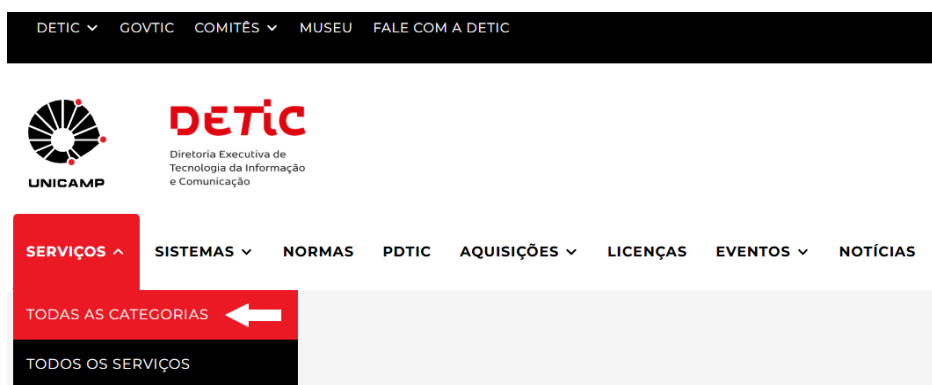 DETIC GOVTIC COMITÊS MUSEU FALE COM A DETIC
UNICAMP
DETIC
Diretoria Executiva de
Tecnologia da Informação
e Comunicação
SERVIÇOS SISTEMAS NORMAS PDTIC AQUISIÇÕES LICENÇAS EVENTOS NOTÍCIAS
TODAS AS CATEGORIAS
TODOS OS SERVIÇOS